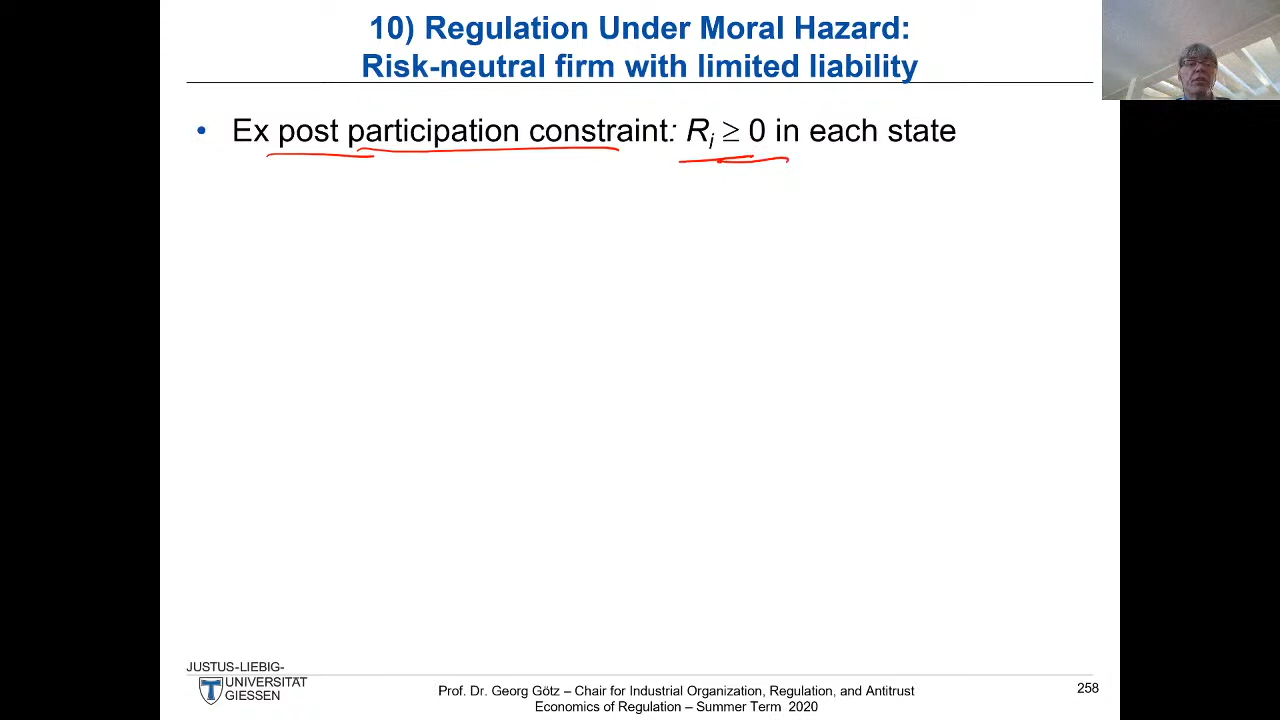 10) Regulation Under Moral Hazard:
Risk-neutral firm with limited liability
• Ex post participation constraint: Rᵢ ≥ 0 in each state
JUSTUS-LIEBIG-
UNIVERSITÄT
GIESSEN
Prof. Dr. Georg Götz – Chair for Industrial Organization, Regulation, and Antitrust
Economics of Regulation – Summer Term 2020
258